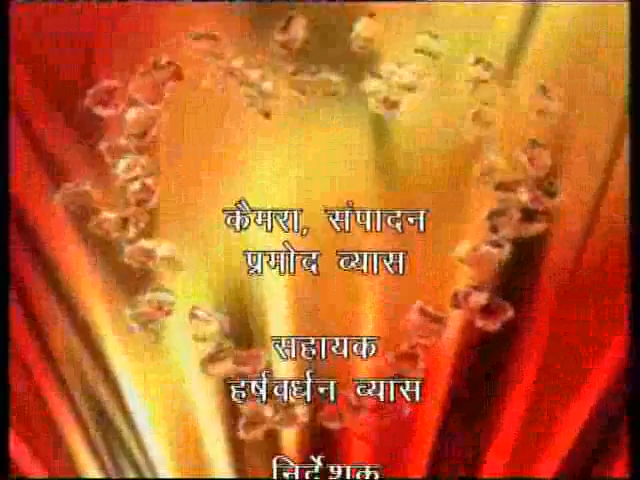 कैमरा, संपादन
प्रमोद व्यास
सहायक
हर्षवर्धन व्यास
निर्देशक